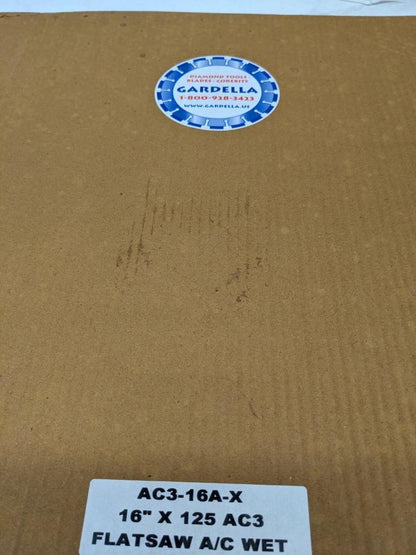 DIAMOND TOOLS
BLADES - COREBITS
GARDELLA
1-800-928-3423
WWW.GARDELLA.US
AC3-16A-X
16" X 125 AC3
FLATSAW A/C WET